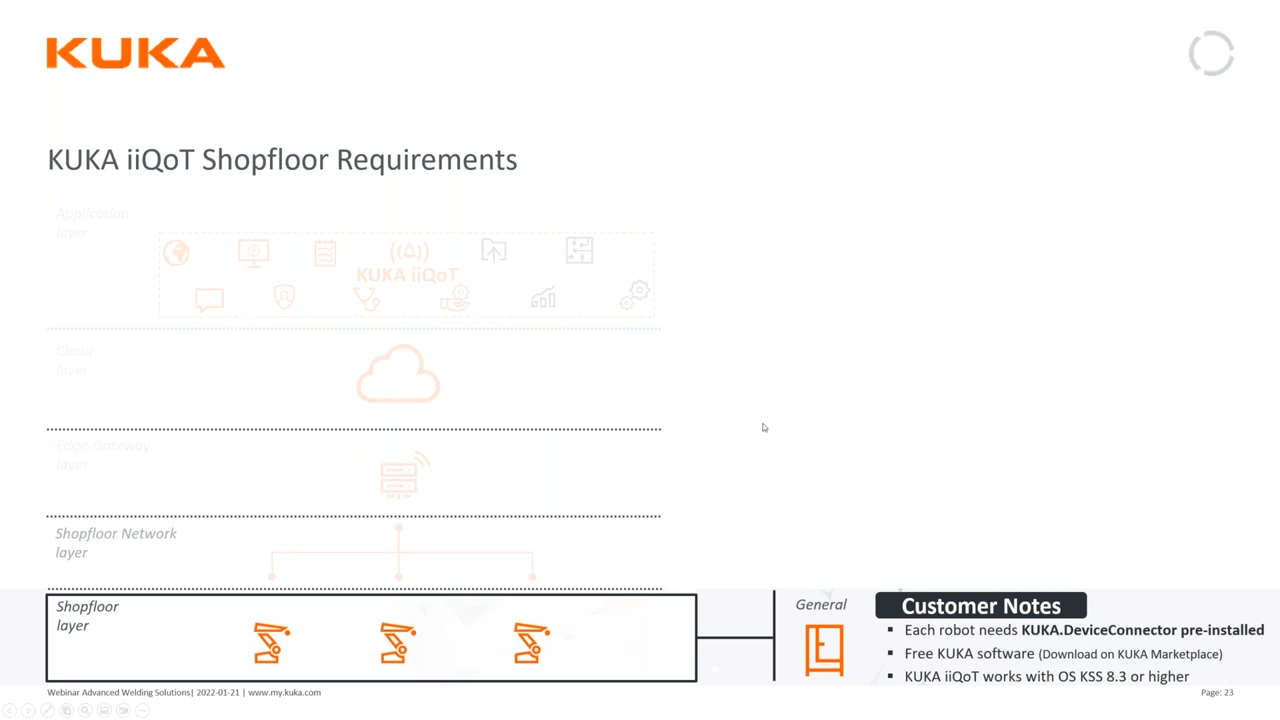 KUKA
KUKA iiQoT Shopfloor Requirements
Application
layer
KUKA iiQoT
Cloud
layer
Edge-Gateway
layer
Shopfloor Network
layer
Shopfloor
layer
General
Customer Notes
▪ Each robot needs KUKA.DeviceConnector pre-installed
▪ Free KUKA software (Download on KUKA Marketplace)
▪ KUKA iiQoT works with OS KSS 8.3 or higher
Webinar Advanced Welding Solutions| 2022-01-21 | www.my.kuka.com
Page: 23